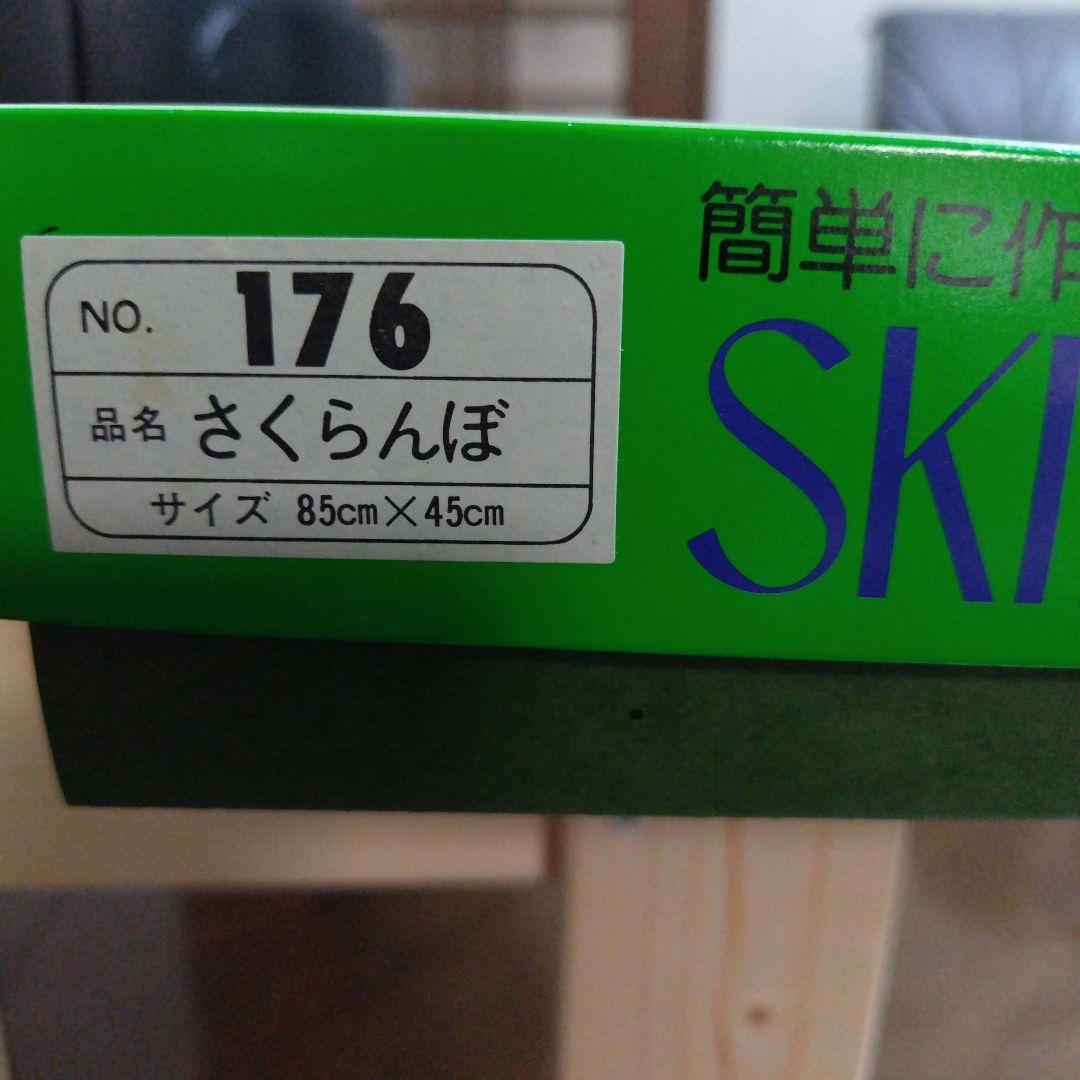 NO. 176
品名 さくらんぼ
サイズ 85cm×45cm
簡単に作
SK